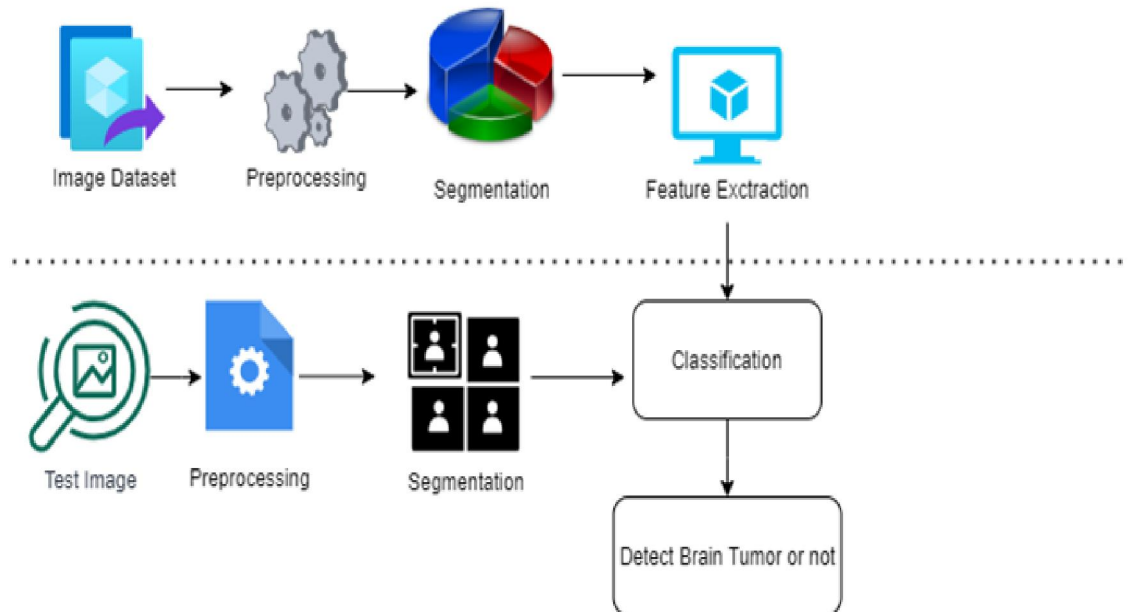 Image Dataset
Preprocessing
Segmentation
Feature Exctraction
Test Image
Preprocessing
Segmentation
Classification
Detect Brain Tumor or not